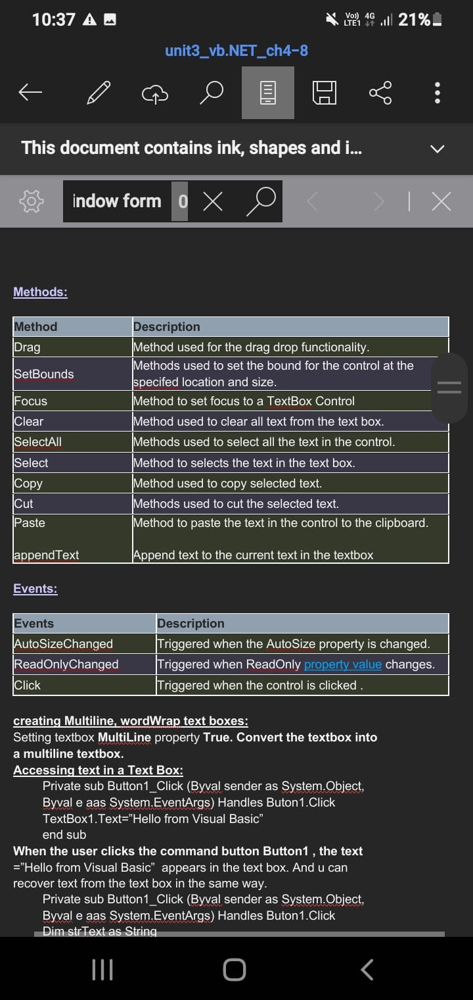 10:37
Vo)) 4G
LTE1 21%
unit3_vb.NET_ch4-8
This document contains ink, shapes and i...
indow form 0
Methods:
Method Description
Drag Method used for the drag drop functionality.
SetBounds Methods used to set the bound for the control at the
specifed location and size.
Focus Method to set focus to a TextBox Control
Clear Method used to clear all text from the text box.
SelectAll Methods used to select all the text in the control.
Select Method to selects the text in the text box.
Copy Method used to copy selected text.
Cut Methods used to cut the selected text.
Paste Method to paste the text in the control to the clipboard.
appendText Append text to the current text in the textbox
Events:
Events Description
AutoSizeChanged Triggered when the AutoSize property is changed.
ReadOnlyChanged Triggered when ReadOnly property value changes.
Click Triggered when the control is clicked .
creating Multiline, wordWrap text boxes:
Setting textbox MultiLine property True. Convert the textbox into
a multiline textbox.
Accessing text in a Text Box:
Private sub Button1_Click (Byval sender as System.Object,
Byval e aas System.EventArgs) Handles Buton1.Click
TextBox1.Text=”Hello from Visual Basic”
end sub
When the user clicks the command button Button1 , the text
=”Hello from Visual Basic” appears in the text box. And u can
recover text from the text box in the same way.
Private sub Button1_Click (Byval sender as System.Object,
Byval e aas System.EventArgs) Handles Buton1.Click
Dim strText as String